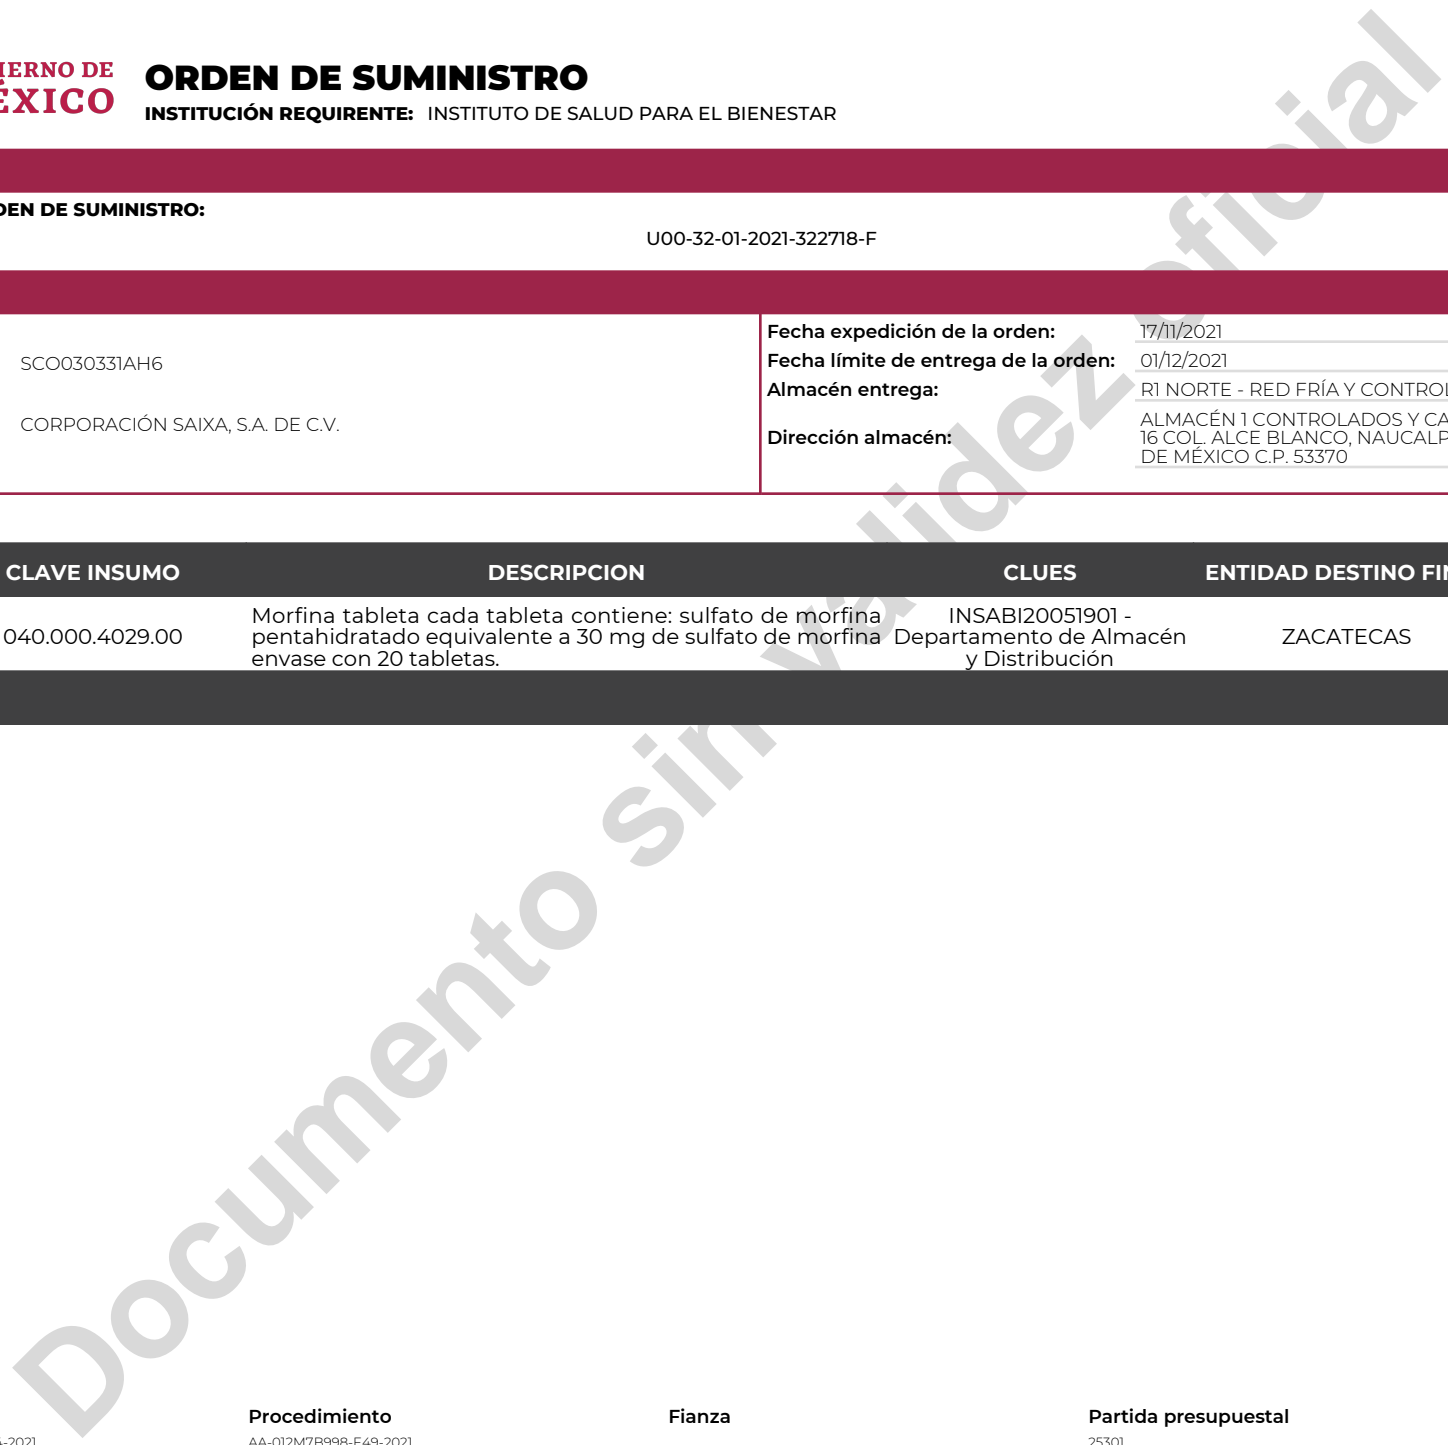 IERNO DE
ÉXICO
ORDEN DE SUMINISTRO
INSTITUCIÓN REQUIRENTE: INSTITUTO DE SALUD PARA EL BIENESTAR
DEN DE SUMINISTRO:
U00-32-01-2021-322718-F
SCO030331AH6
CORPORACIÓN SAIXA, S.A. DE C.V.
Fecha expedición de la orden: 17/11/2021
Fecha límite de entrega de la orden: 01/12/2021
Almacén entrega: R1 NORTE - RED FRÍA Y CONTROL
Dirección almacén: ALMACÉN 1 CONTROLADOS Y CA
16 COL. ALCE BLANCO, NAUCALP
DE MÉXICO C.P. 53370
CLAVE INSUMO DESCRIPCION CLUES ENTIDAD DESTINO FIN
040.000.4029.00
Morfina tableta cada tableta contiene: sulfato de morfina
pentahidratado equivalente a 30 mg de sulfato de morfina
envase con 20 tabletas.
INSABI20051901 -
Departamento de Almacén
y Distribución
ZACATECAS
Documento sin validez oficial
Procedimiento Fianza Partida presupuestal
-2021 AA-012M7B998-E49-2021 25301